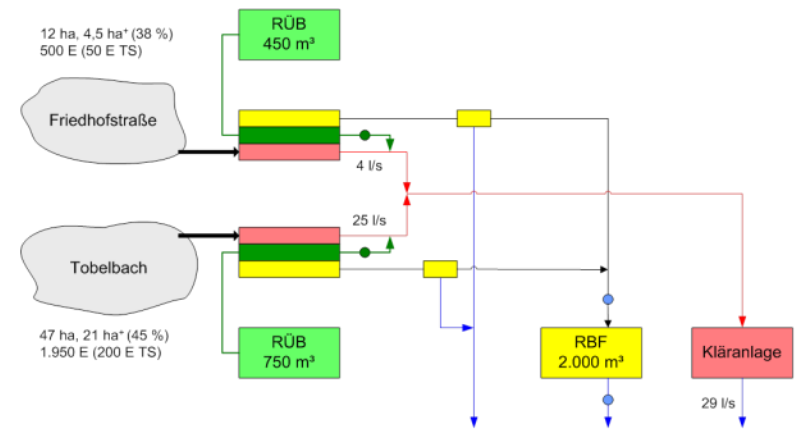 12 ha, 4,5 ha⁺ (38 %)
500 E (50 E TS)
RÜB
450 m³
Friedhofstraße
4 l/s
25 l/s
Tobelbach
47 ha, 21 ha⁺ (45 %)
1.950 E (200 E TS)
RÜB
750 m³
RBF
2.000 m³
Kläranlage
29 l/s